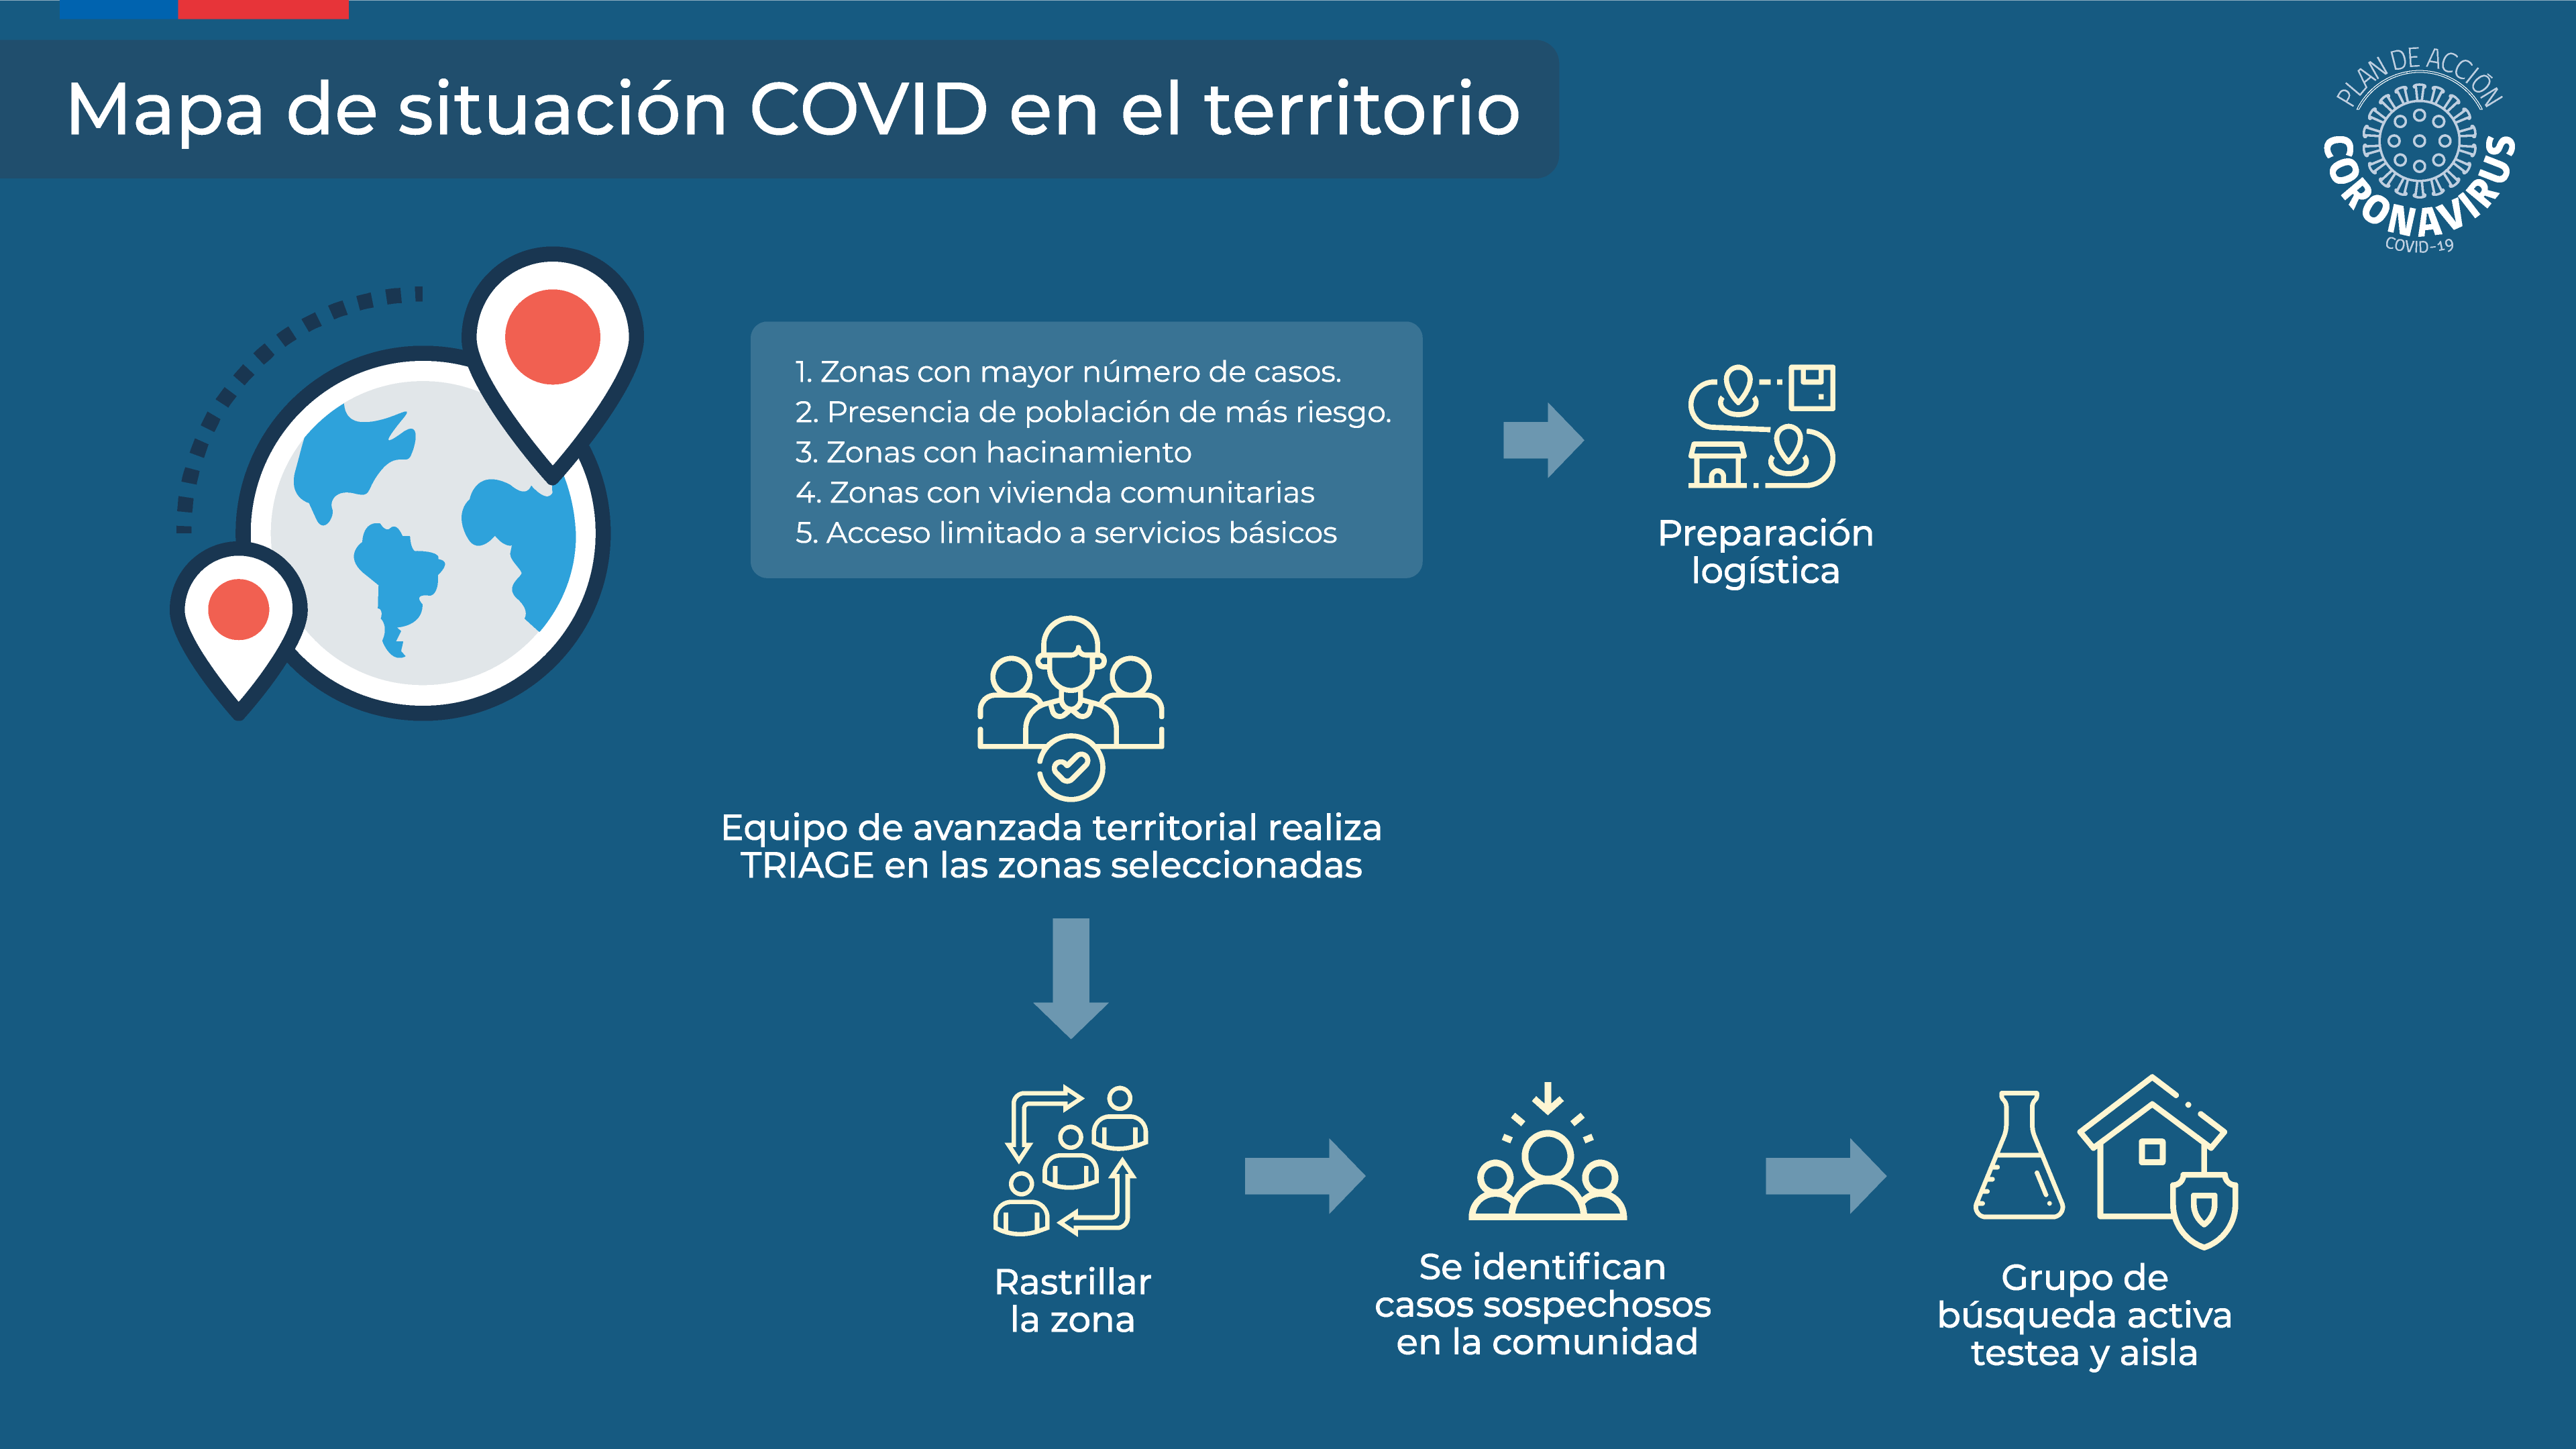 Mapa de situación COVID en el territorio
PLAN DE ACCIÓN
CORONAVIRUS
COVID-19
1. Zonas con mayor número de casos.
2. Presencia de población de más riesgo.
3. Zonas con hacinamiento
4. Zonas con vivienda comunitarias
5. Acceso limitado a servicios básicos
Preparación
logística
Equipo de avanzada territorial realiza
TRIAGE en las zonas seleccionadas
Rastrillar
la zona
Se identifican
casos sospechosos
en la comunidad
Grupo de
búsqueda activa
testea y aisla